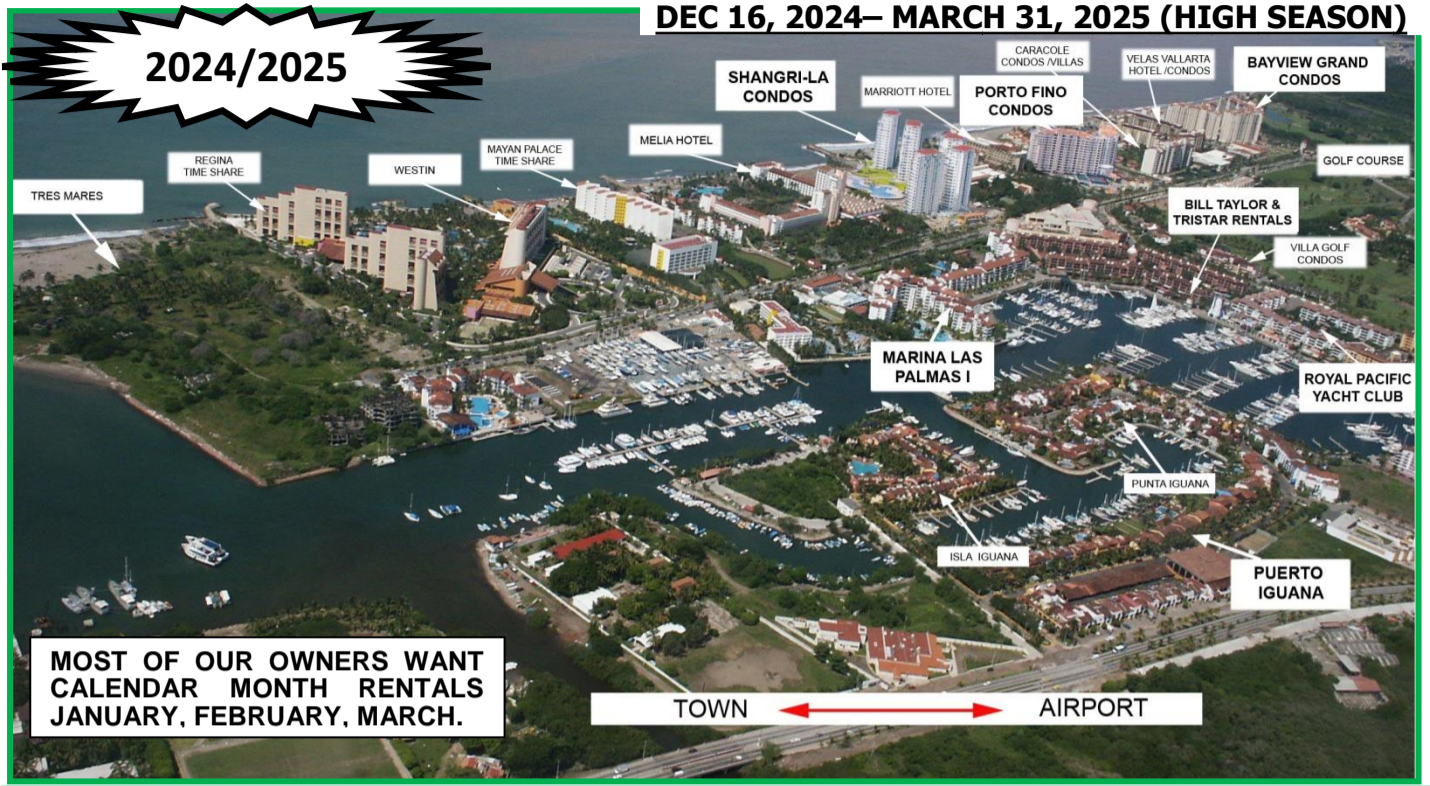 DEC 16, 2024– MARCH 31, 2025 (HIGH SEASON)
2024/2025
CARACOLE
CONDOS /VILLAS
VELAS VALLARTA
HOTEL /CONDOS
BAYVIEW GRAND
CONDOS
SHANGRI-LA
CONDOS
MARRIOTT HOTEL
PORTO FINO
CONDOS
MELIA HOTEL
MAYAN PALACE
TIME SHARE
REGINA
TIME SHARE
WESTIN
GOLF COURSE
TRES MARES
BILL TAYLOR &
TRISTAR RENTALS
VILLA GOLF
CONDOS
MARINA LAS
PALMAS I
ROYAL PACIFIC
YACHT CLUB
PUNTA IGUANA
ISLA IGUANA
PUERTO
IGUANA
MOST OF OUR OWNERS WANT
CALENDAR MONTH RENTALS
JANUARY, FEBRUARY, MARCH.
TOWN
AIRPORT